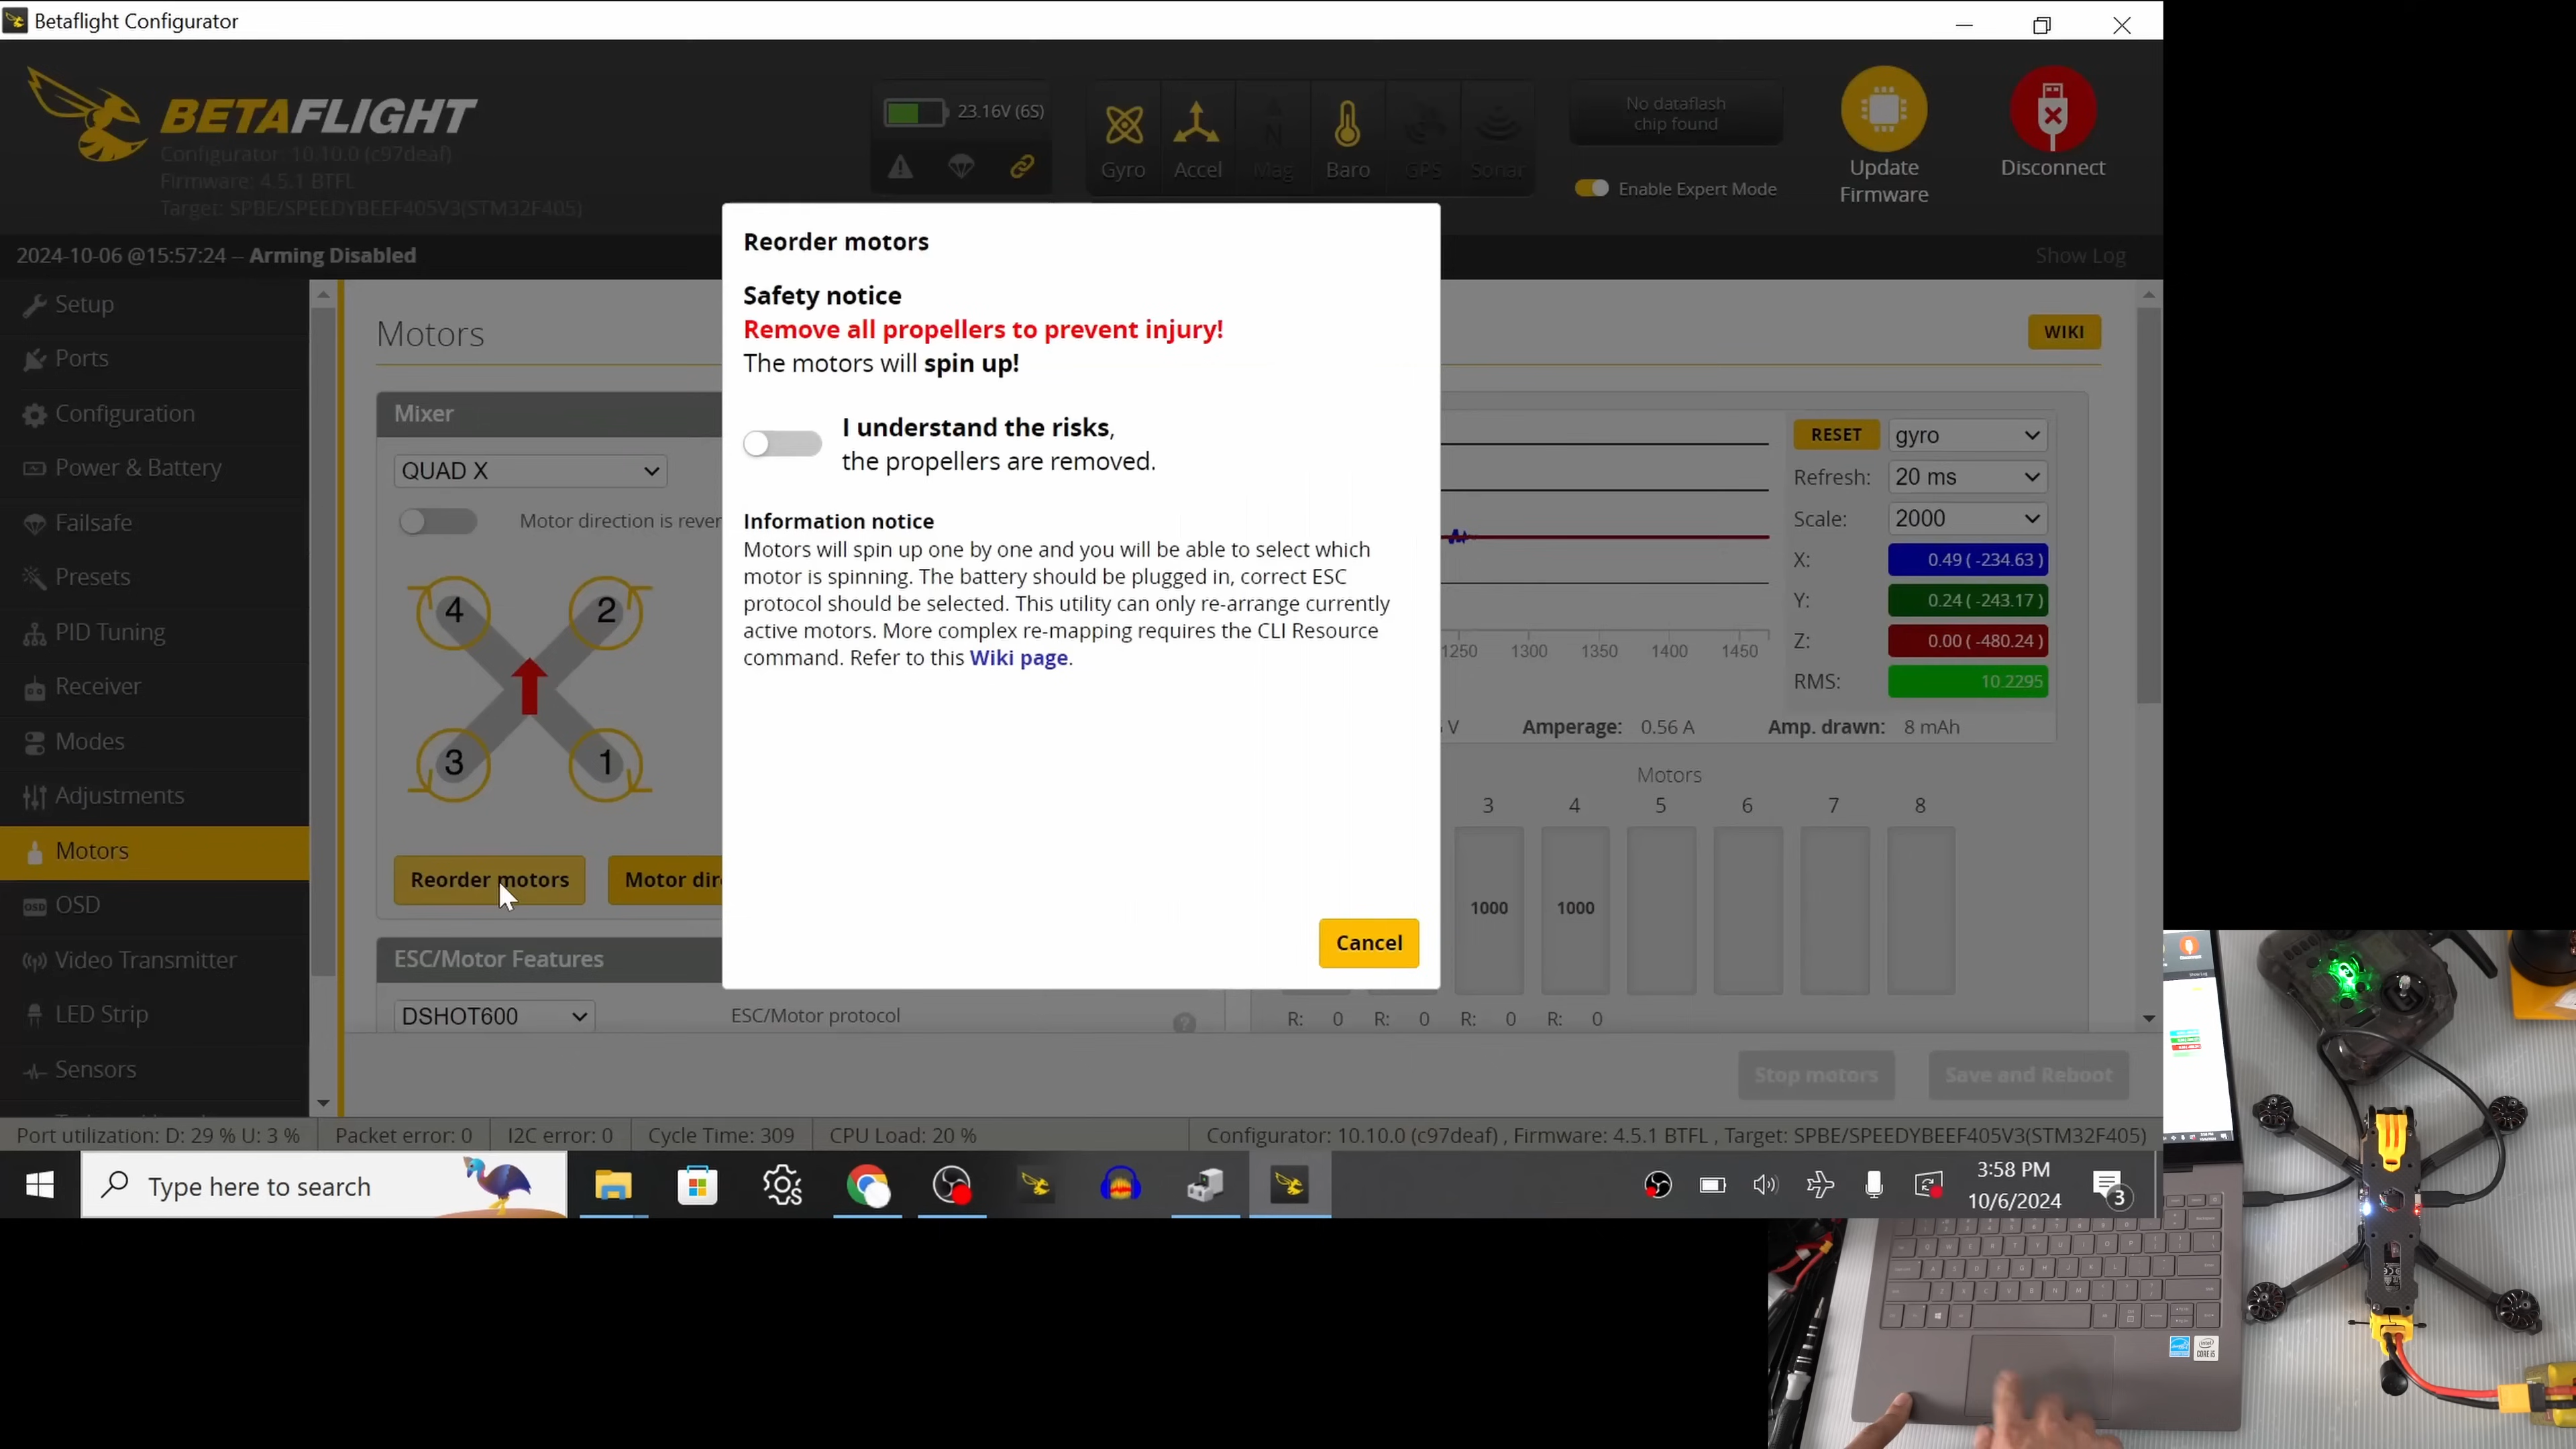 Betaflight Configurator
BETAFLIGHT
Configurator: 10.10.0 (c97deaf)
Firmware: 4.5.1 BTFL
Target: SPBE/SPEEDYBEEF405V3(STM32F405)
23.16V (6S)
Gyro
Accel
Mag
Baro
GPS
Sonar
No dataflash
chip found
Enable Expert Mode
Update
Firmware
Disconnect
2024-10-06 @15:57:24 -- Arming Disabled
Show Log
Setup
Ports
Configuration
Power & Battery
Failsafe
Presets
PID Tuning
Receiver
Modes
Adjustments
Motors
OSD
Video Transmitter
LED Strip
Sensors
Motors
WIKI
Mixer
QUAD X
Motor direction is rever
4
2
3
1
Reorder motors
Motor dir
ESC/Motor Features
DSHOT600
ESC/Motor protocol
?
Reorder motors
Safety notice
Remove all propellers to prevent injury!
The motors will spin up!
I understand the risks,
the propellers are removed.
Information notice
Motors will spin up one by one and you will be able to select which
motor is spinning. The battery should be plugged in, correct ESC
protocol should be selected. This utility can only re-arrange currently
active motors. More complex re-mapping requires the CLI Resource
command. Refer to this Wiki page.
Cancel
RESET
gyro
Refresh:
20 ms
Scale:
2000
X:
0.49 ( -234.63 )
Y:
0.24 ( -243.17 )
Z:
0.00 ( -480.24 )
RMS:
10.2295
1250 1300 1350 1400 1450
V
Amperage: 0.56 A
Amp. drawn: 8 mAh
Motors
3 4 5 6 7 8
1000 1000
R: 0 R: 0 R: 0 R: 0
Stop motors
Save and Reboot
Port utilization: D: 29 % U: 3 %
Packet error: 0
I2C error: 0
Cycle Time: 309
CPU Load: 20 %
Configurator: 10.10.0 (c97deaf) , Firmware: 4.5.1 BTFL , Target: SPBE/SPEEDYBEEF405V3(STM32F405)
Type here to search
3:58 PM
10/6/2024
3